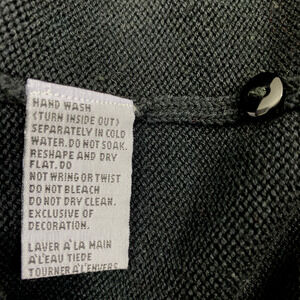 HAND WASH
(TURN INSIDE OUT)
SEPARATELY IN COLD
WATER. DO NOT SOAK.
RESHAPE AND DRY
FLAT. DO
NOT WRING OR TWIST
DO NOT BLEACH
DO NOT DRY CLEAN.
EXCLUSIVE OF
DECORATION.
LAVER A'LA MAIN
A'L'EAU TIEDE
TOURNER A'L'ENVERS